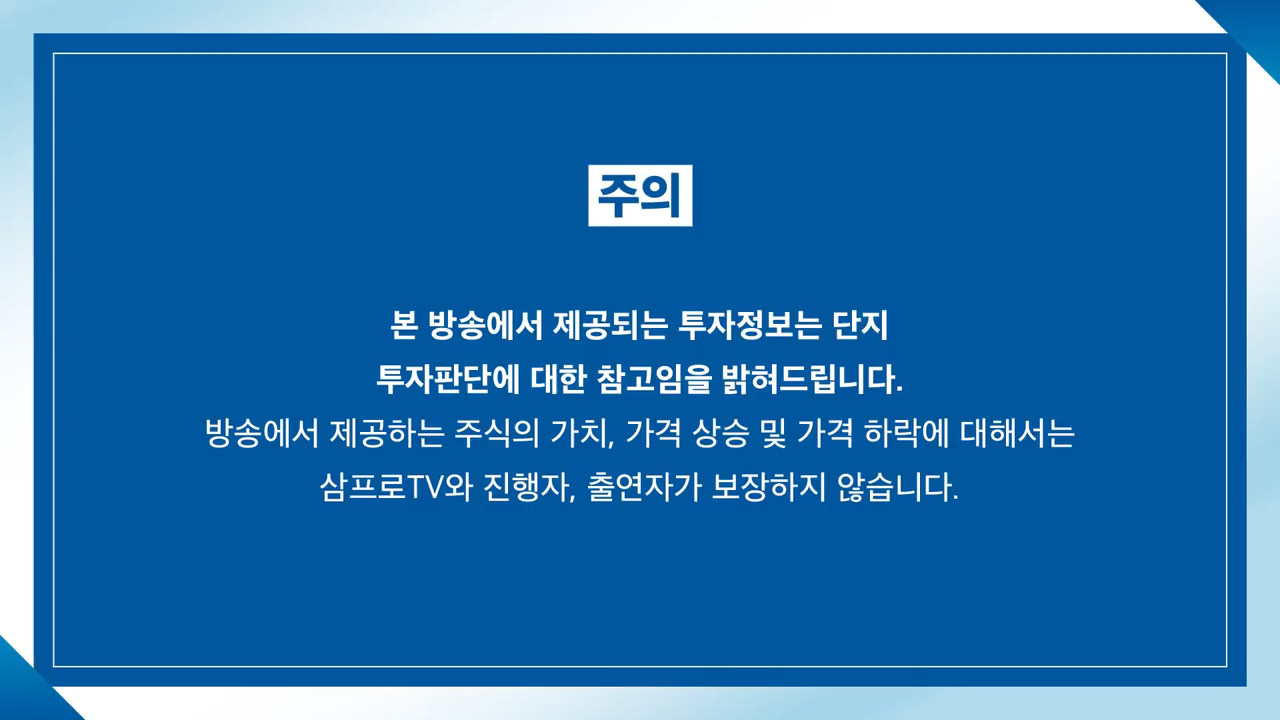 주의
본 방송에서 제공되는 투자정보는 단지
투자판단에 대한 참고임을 밝혀드립니다.
방송에서 제공하는 주식의 가치, 가격 상승 및 가격 하락에 대해서는
삼프로TV와 진행자, 출연자가 보장하지 않습니다.